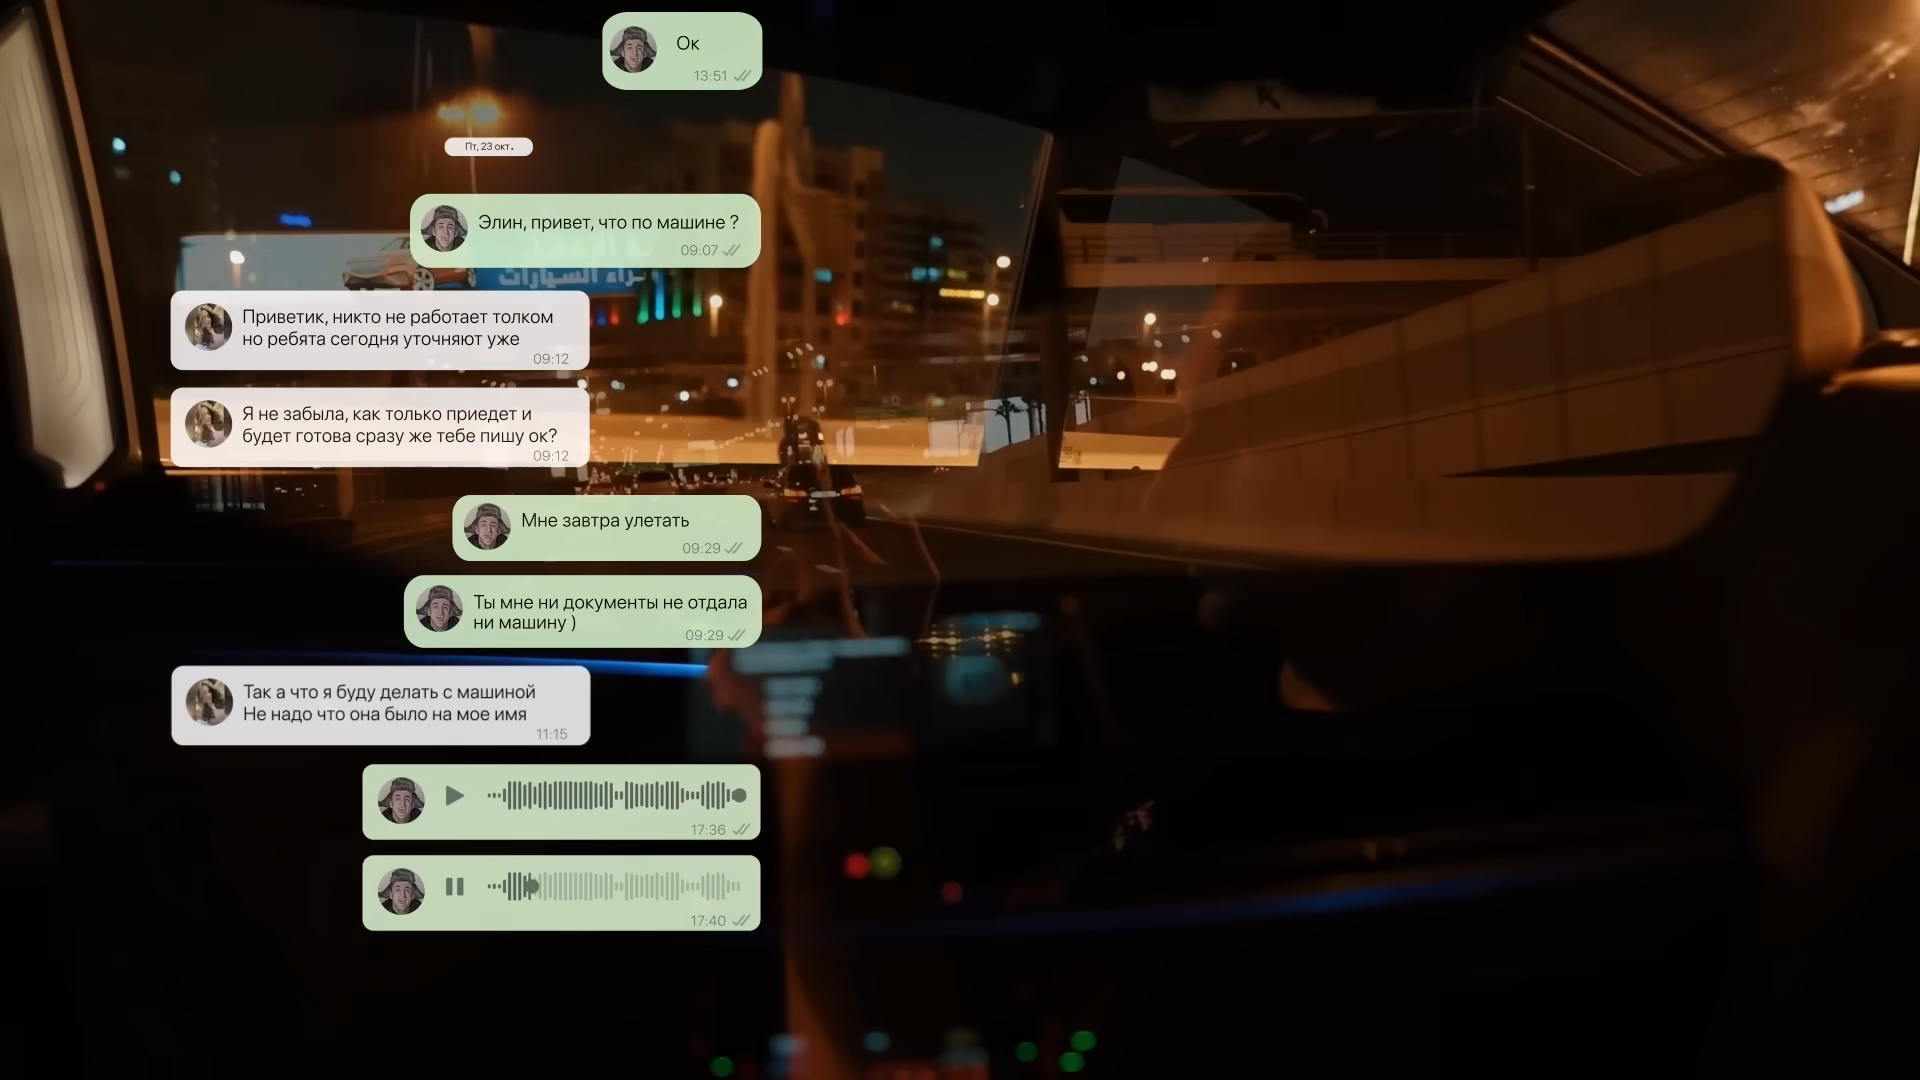 Ок
13:51
Пт, 23 окт.
Элин, привет, что по машине ?
09:07
Приветик, никто не работает толком
но ребята сегодня уточняют уже
09:12
Я не забыла, как только приедет и
будет готова сразу же тебе пишу ок?
09:12
Мне завтра улетать
09:29
Ты мне ни документы не отдала
ни машину )
09:29
Так а что я буду делать с машиной
Не надо что она было на мое имя
11:15
17:36
17:40